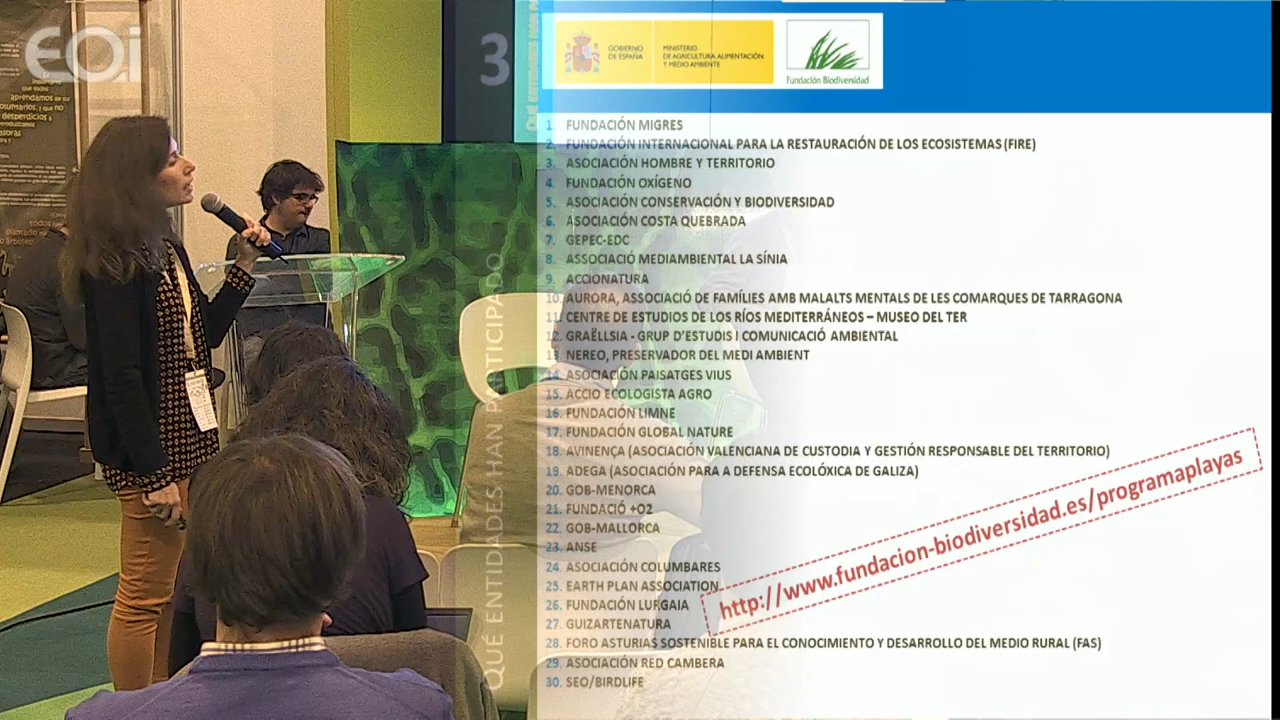 EOi
aprendamos de los
desperdicios
3
GOBIERNO
DE ESPAÑA
MINISTERIO
DE AGRICULTURA, ALIMENTACIÓN
Y MEDIO AMBIENTE
Fundación Biodiversidad
QUÉ ENTIDADES HAN PARTICIPADO
1. FUNDACIÓN MIGRES
2. FUNDACIÓN INTERNACIONAL PARA LA RESTAURACIÓN DE LOS ECOSISTEMAS (FIRE)
3. ASOCIACIÓN HOMBRE Y TERRITORIO
4. FUNDACIÓN OXÍGENO
5. ASOCIACIÓN CONSERVACIÓN Y BIODIVERSIDAD
6. ASOCIACIÓN COSTA QUEBRADA
7. GEPEC-EDC
8. ASSOCIACIÓ MEDIAMBIENTAL LA SÍNIA
9. ACCIONATURA
10. AURORA, ASSOCIACIÓ DE FAMÍLIES AMB MALALTS MENTALS DE LES COMARQUES DE TARRAGONA
11. CENTRE DE ESTUDIOS DE LOS RÍOS MEDITERRÁNEOS – MUSEO DEL TER
12. GRAËLLSIA - GRUP D'ESTUDIS I COMUNICACIÓ AMBIENTAL
13. NEREO, PRESERVADOR DEL MEDI AMBIENT
14. ASOCIACIÓN PAISATGES VIUS
15. ACCIO ECOLOGISTA AGRO
16. FUNDACIÓN LIMNE
17. FUNDACIÓN GLOBAL NATURE
18. AVINENÇA (ASOCIACIÓN VALENCIANA DE CUSTODIA Y GESTIÓN RESPONSABLE DEL TERRITORIO)
19. ADEGA (ASOCIACIÓN PARA A DEFENSA ECOLÓXICA DE GALIZA)
20. GOB-MENORCA
21. FUNDACIÓ +O2
22. GOB-MALLORCA
23. ANSE
24. ASOCIACIÓN COLUMBARES
25. EARTH PLAN ASSOCIATION
26. FUNDACIÓN LURGAIA
27. GUIZARTENATURA
28. FORO ASTURIAS SOSTENIBLE PARA EL CONOCIMIENTO Y DESARROLLO DEL MEDIO RURAL (FAS)
29. ASOCIACIÓN RED CAMBERA
30. SEO/BIRDLIFE
http://www.fundacion-biodiversidad.es/programaplayas